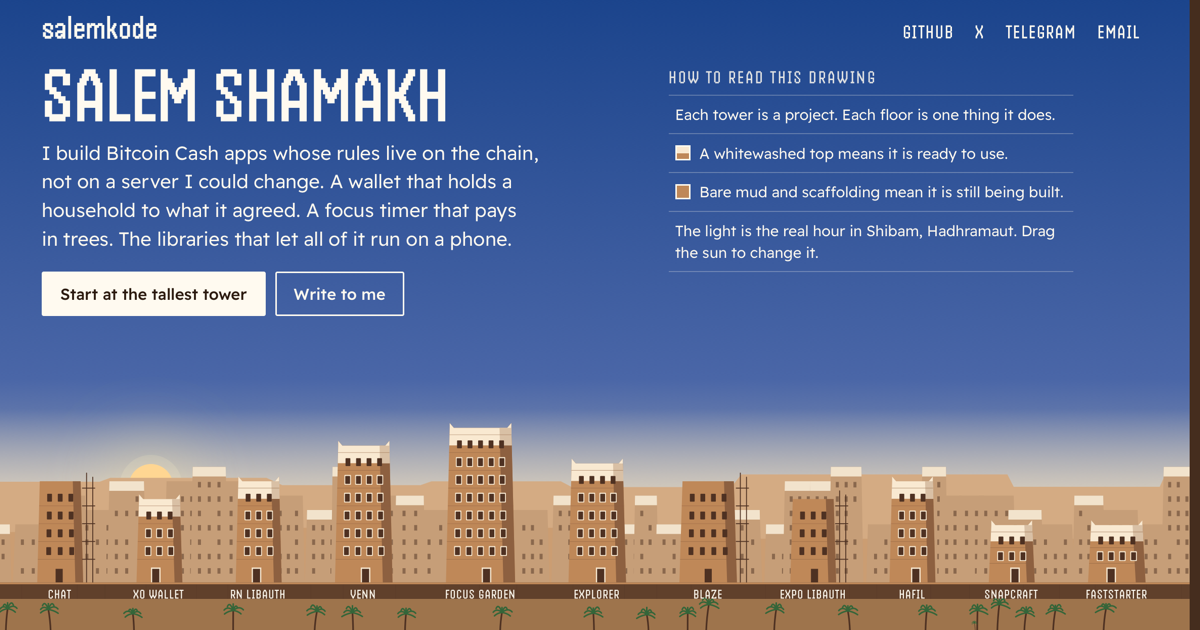 salemkode
GITHUB X TELEGRAM EMAIL
SALEM SHAMAKH
I build Bitcoin Cash apps whose rules live on the chain,
not on a server I could change. A wallet that holds a
household to what it agreed. A focus timer that pays
in trees. The libraries that let all of it run on a phone.
Start at the tallest tower
Write to me
HOW TO READ THIS DRAWING
Each tower is a project. Each floor is one thing it does.
A whitewashed top means it is ready to use.
Bare mud and scaffolding mean it is still being built.
The light is the real hour in Shibam, Hadhramaut. Drag
the sun to change it.
CHAT XO WALLET RN LIBAUTH VENN FOCUS GARDEN EXPLORER BLAZE EXPO LIBAUTH HAFIL SNAPCRAFT FASTSTARTER